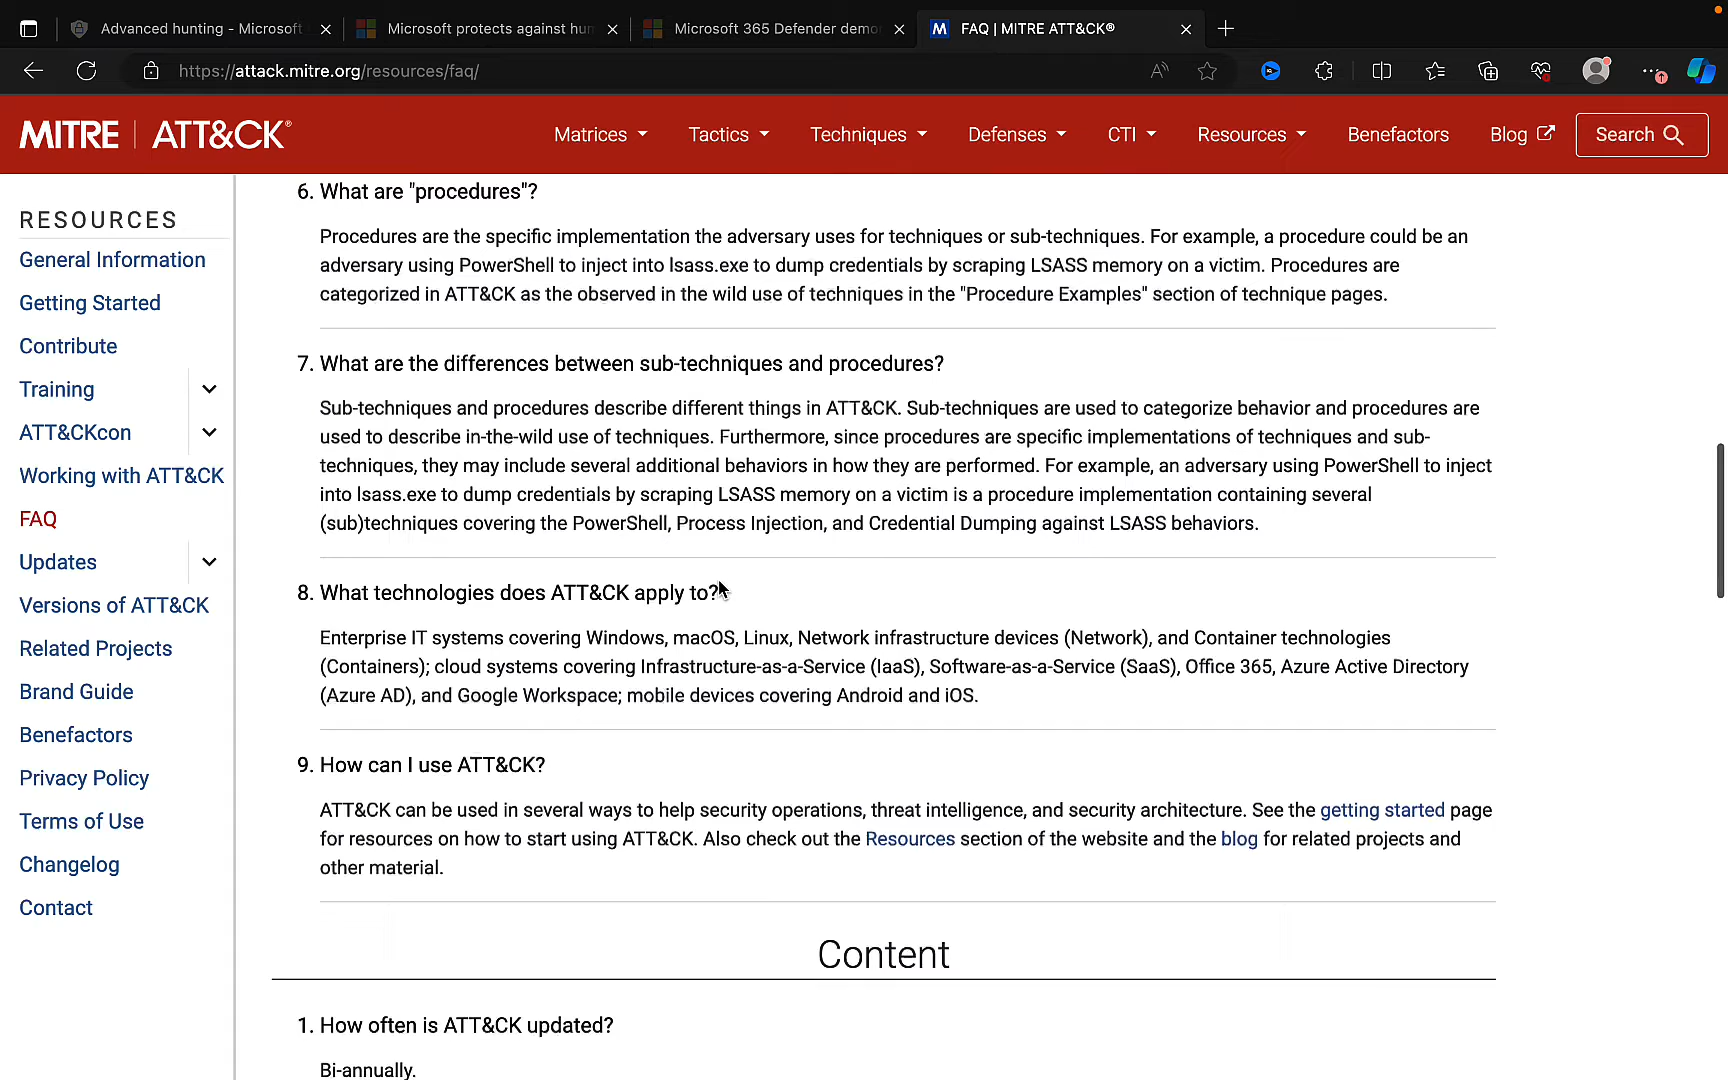 Advanced hunting - Microsoft
Microsoft protects against hum
Microsoft 365 Defender demo
M FAQ | MITRE ATT&CK®
https://attack.mitre.org/resources/faq/
MITRE | ATT&CK®
Matrices
Tactics
Techniques
Defenses
CTI
Resources
Benefactors
Blog
Search
RESOURCES
General Information
Getting Started
Contribute
Training
ATT&CKcon
Working with ATT&CK
FAQ
Updates
Versions of ATT&CK
Related Projects
Brand Guide
Benefactors
Privacy Policy
Terms of Use
Changelog
Contact
6. What are "procedures"?
Procedures are the specific implementation the adversary uses for techniques or sub-techniques. For example, a procedure could be an
adversary using PowerShell to inject into lsass.exe to dump credentials by scraping LSASS memory on a victim. Procedures are
categorized in ATT&CK as the observed in the wild use of techniques in the "Procedure Examples" section of technique pages.
7. What are the differences between sub-techniques and procedures?
Sub-techniques and procedures describe different things in ATT&CK. Sub-techniques are used to categorize behavior and procedures are
used to describe in-the-wild use of techniques. Furthermore, since procedures are specific implementations of techniques and sub-
techniques, they may include several additional behaviors in how they are performed. For example, an adversary using PowerShell to inject
into lsass.exe to dump credentials by scraping LSASS memory on a victim is a procedure implementation containing several
(sub)techniques covering the PowerShell, Process Injection, and Credential Dumping against LSASS behaviors.
8. What technologies does ATT&CK apply to?
Enterprise IT systems covering Windows, macOS, Linux, Network infrastructure devices (Network), and Container technologies
(Containers); cloud systems covering Infrastructure-as-a-Service (IaaS), Software-as-a-Service (SaaS), Office 365, Azure Active Directory
(Azure AD), and Google Workspace; mobile devices covering Android and iOS.
9. How can I use ATT&CK?
ATT&CK can be used in several ways to help security operations, threat intelligence, and security architecture. See the getting started page
for resources on how to start using ATT&CK. Also check out the Resources section of the website and the blog for related projects and
other material.
Content
1. How often is ATT&CK updated?
Bi-annually.